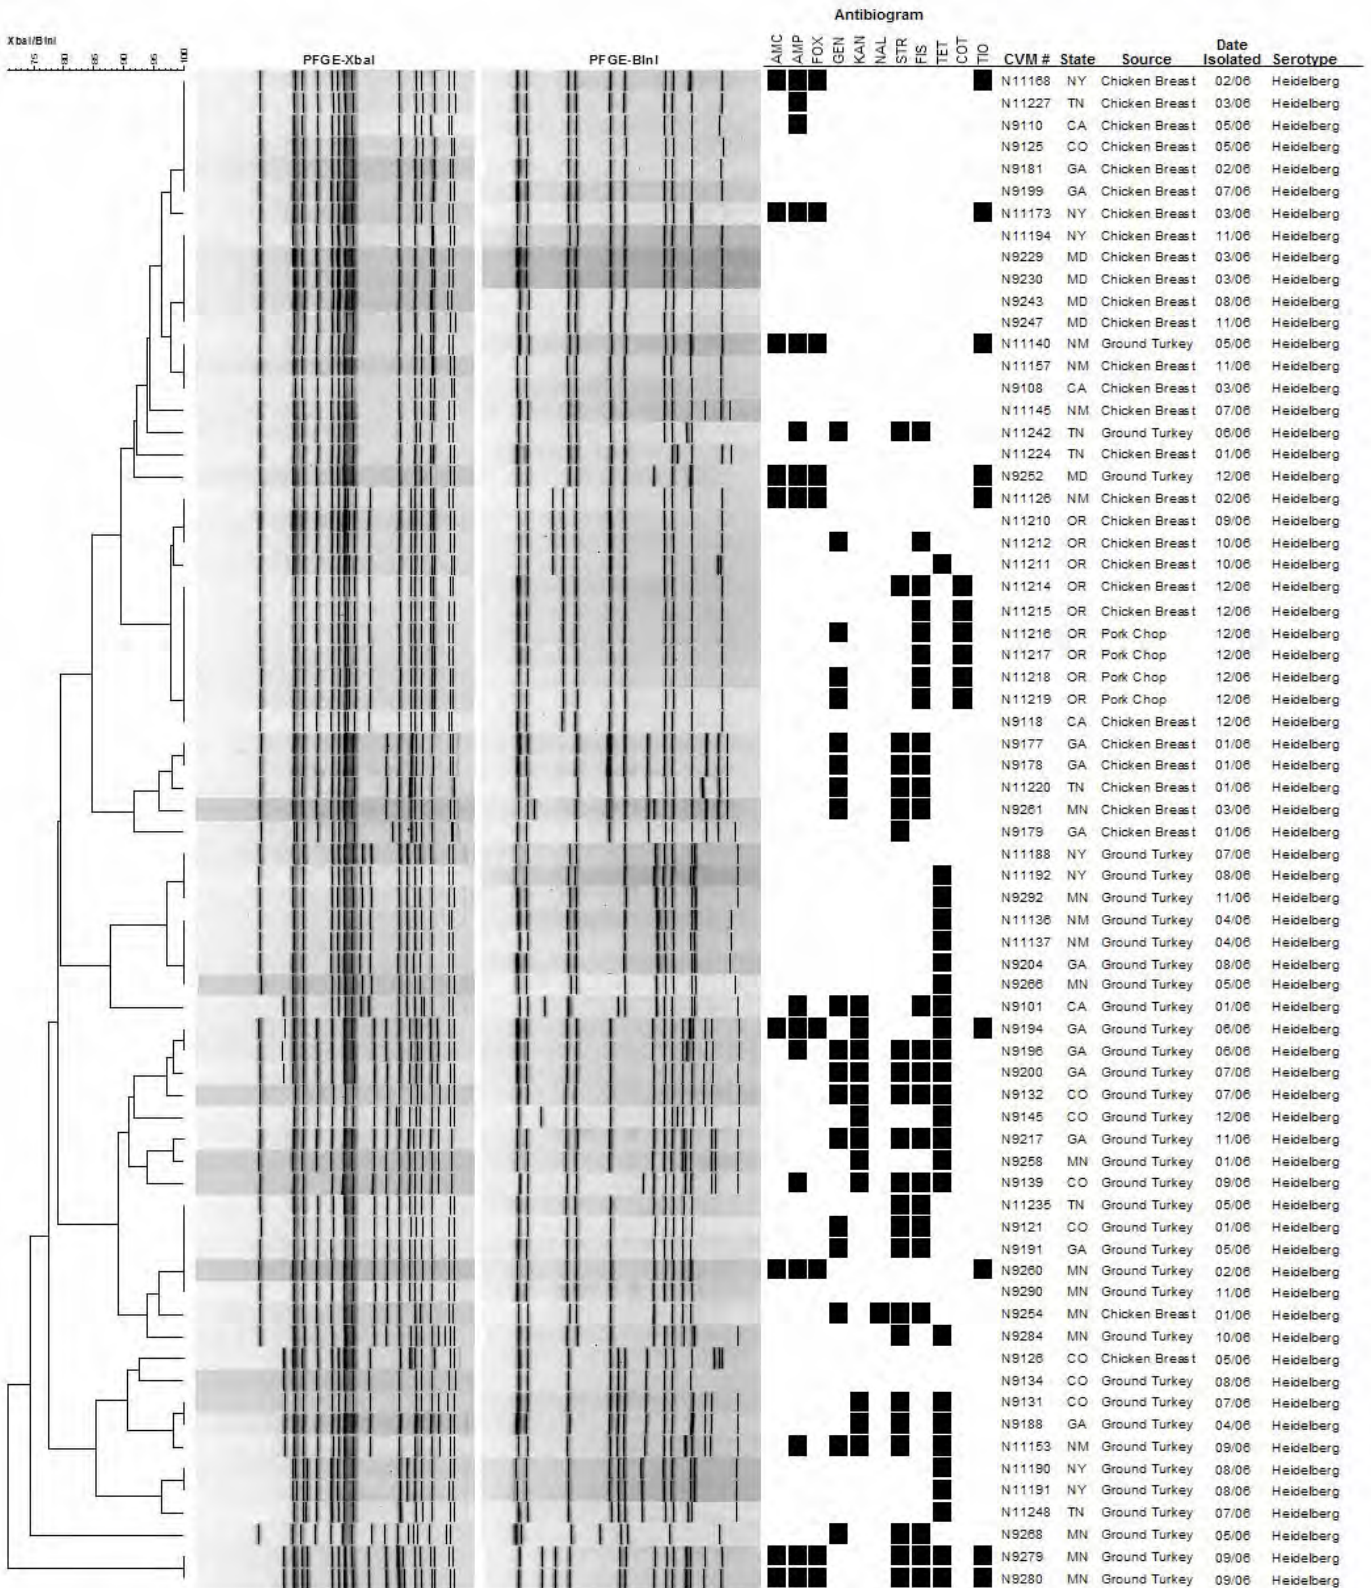 Antibiogram
XbaI/BlnI
75 80 85 90 95 100
PFGE-XbaI PFGE-BlnI AMC AMP FOX GEN KAN NAL STR FIS TET COT TIO CVM # State Source Date Isolated Serotype
N11168 NY Chicken Breast 02/06 Heidelberg
N11227 TN Chicken Breast 03/06 Heidelberg
N9110 CA Chicken Breast 05/06 Heidelberg
N9125 CO Chicken Breast 05/06 Heidelberg
N9181 GA Chicken Breast 02/06 Heidelberg
N9199 GA Chicken Breast 07/06 Heidelberg
N11173 NY Chicken Breast 03/06 Heidelberg
N11194 NY Chicken Breast 11/06 Heidelberg
N9229 MD Chicken Breast 03/06 Heidelberg
N9230 MD Chicken Breast 03/06 Heidelberg
N9243 MD Chicken Breast 08/06 Heidelberg
N9247 MD Chicken Breast 11/06 Heidelberg
N11140 NM Ground Turkey 05/06 Heidelberg
N11157 NM Chicken Breast 11/06 Heidelberg
N9108 CA Chicken Breast 03/06 Heidelberg
N11145 NM Chicken Breast 07/06 Heidelberg
N11242 TN Ground Turkey 06/06 Heidelberg
N11224 TN Chicken Breast 01/06 Heidelberg
N9252 MD Ground Turkey 12/06 Heidelberg
N11126 NM Chicken Breast 02/06 Heidelberg
N11210 OR Chicken Breast 09/06 Heidelberg
N11212 OR Chicken Breast 10/06 Heidelberg
N11211 OR Chicken Breast 10/06 Heidelberg
N11214 OR Chicken Breast 12/06 Heidelberg
N11215 OR Chicken Breast 12/06 Heidelberg
N11216 OR Pork Chop 12/06 Heidelberg
N11217 OR Pork Chop 12/06 Heidelberg
N11218 OR Pork Chop 12/06 Heidelberg
N11219 OR Pork Chop 12/06 Heidelberg
N9118 CA Chicken Breast 12/06 Heidelberg
N9177 GA Chicken Breast 01/06 Heidelberg
N9178 GA Chicken Breast 01/06 Heidelberg
N11220 TN Chicken Breast 01/06 Heidelberg
N9261 MN Chicken Breast 03/06 Heidelberg
N9179 GA Chicken Breast 01/06 Heidelberg
N11188 NY Ground Turkey 07/06 Heidelberg
N11192 NY Ground Turkey 08/06 Heidelberg
N9292 MN Ground Turkey 11/06 Heidelberg
N11136 NM Ground Turkey 04/06 Heidelberg
N11137 NM Ground Turkey 04/06 Heidelberg
N9204 GA Ground Turkey 08/06 Heidelberg
N9266 MN Ground Turkey 05/06 Heidelberg
N9101 CA Ground Turkey 01/06 Heidelberg
N9194 GA Ground Turkey 06/06 Heidelberg
N9196 GA Ground Turkey 06/06 Heidelberg
N9200 GA Ground Turkey 07/06 Heidelberg
N9132 CO Ground Turkey 07/06 Heidelberg
N9145 CO Ground Turkey 12/06 Heidelberg
N9217 GA Ground Turkey 11/06 Heidelberg
N9258 MN Ground Turkey 01/06 Heidelberg
N9139 CO Ground Turkey 09/06 Heidelberg
N11235 TN Ground Turkey 05/06 Heidelberg
N9121 CO Ground Turkey 01/06 Heidelberg
N9191 GA Ground Turkey 05/06 Heidelberg
N9260 MN Ground Turkey 02/06 Heidelberg
N9290 MN Ground Turkey 11/06 Heidelberg
N9254 MN Chicken Breast 01/06 Heidelberg
N9284 MN Ground Turkey 10/06 Heidelberg
N9126 CO Chicken Breast 05/06 Heidelberg
N9134 CO Ground Turkey 08/06 Heidelberg
N9131 CO Ground Turkey 07/06 Heidelberg
N9188 GA Ground Turkey 04/06 Heidelberg
N11153 NM Ground Turkey 09/06 Heidelberg
N11190 NY Ground Turkey 08/06 Heidelberg
N11191 NY Ground Turkey 08/06 Heidelberg
N11248 TN Ground Turkey 07/06 Heidelberg
N9268 MN Ground Turkey 05/06 Heidelberg
N9279 MN Ground Turkey 09/06 Heidelberg
N9280 MN Ground Turkey 09/06 Heidelberg